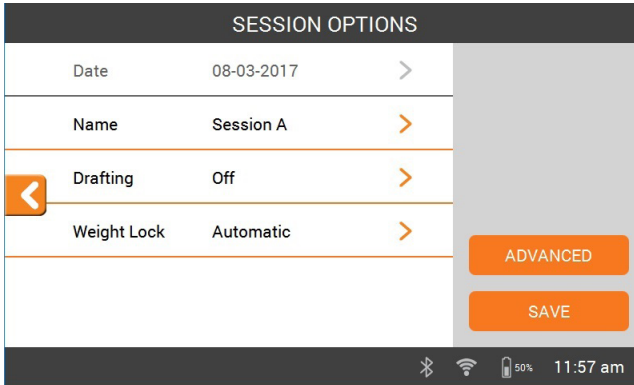 SESSION OPTIONS
Date 08-03-2017
Name Session A
Drafting Off
Weight Lock Automatic
ADVANCED
SAVE
50% 11:57 am